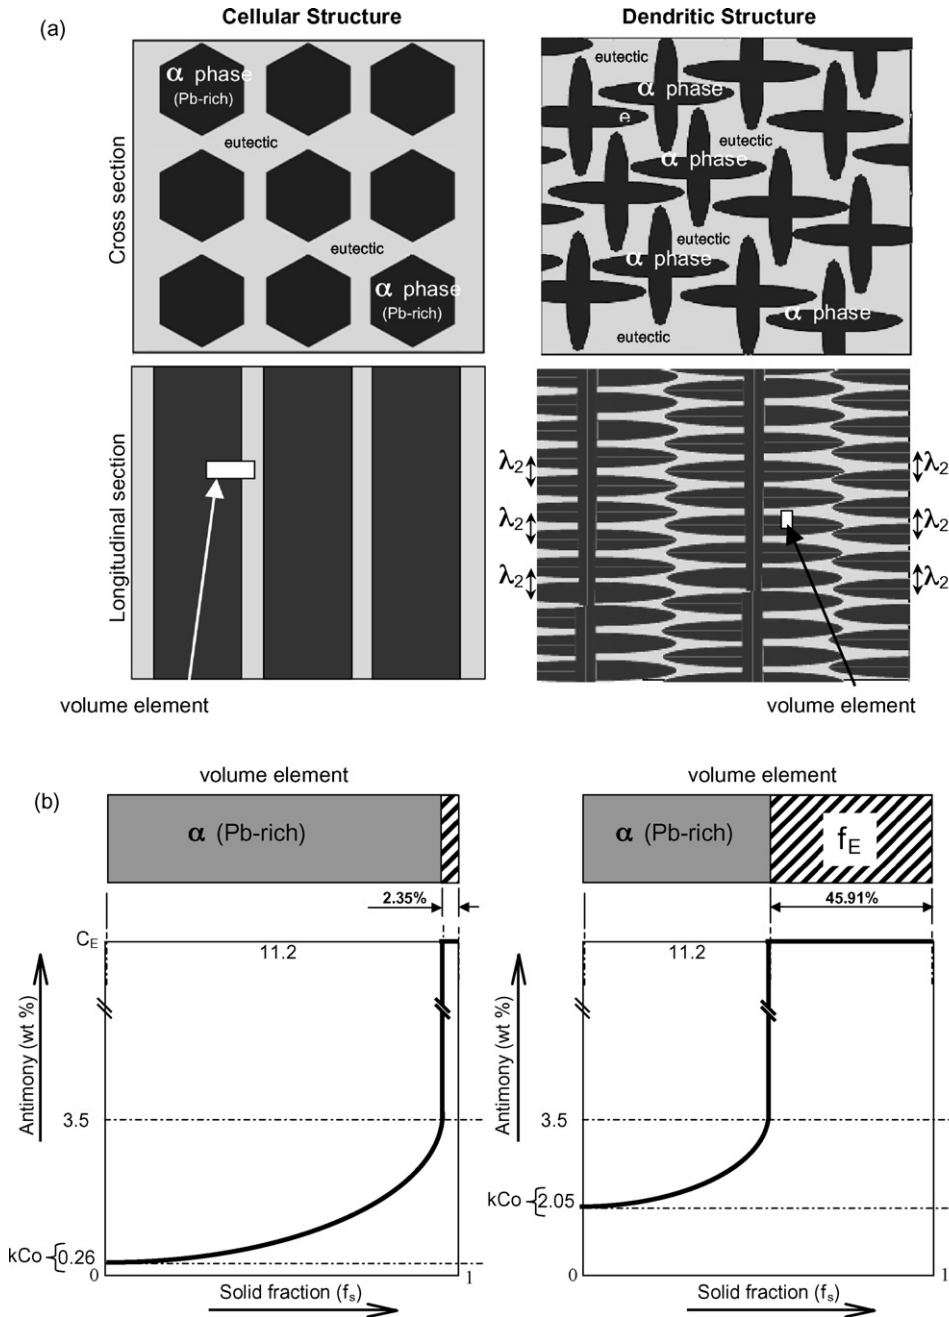 Cellular Structure
Dendritic Structure
(a)
Cross section
α phase
(Pb-rich)
eutectic
eutectic
α phase
(Pb-rich)
eutectic
α phase
e
eutectic
α phase
eutectic
α phase
α phase
eutectic
Longitudinal section
λ2
λ2
λ2
λ2
λ2
λ2
volume element
volume element
(b)
volume element
α (Pb-rich)
2.35%
CE
11.2
Antimony (wt %)
3.5
kCo
0.26
0
1
Solid fraction (fs)
volume element
α (Pb-rich)
fE
45.91%
11.2
Antimony (wt %)
3.5
kCo
2.05
0
1
Solid fraction (fs)